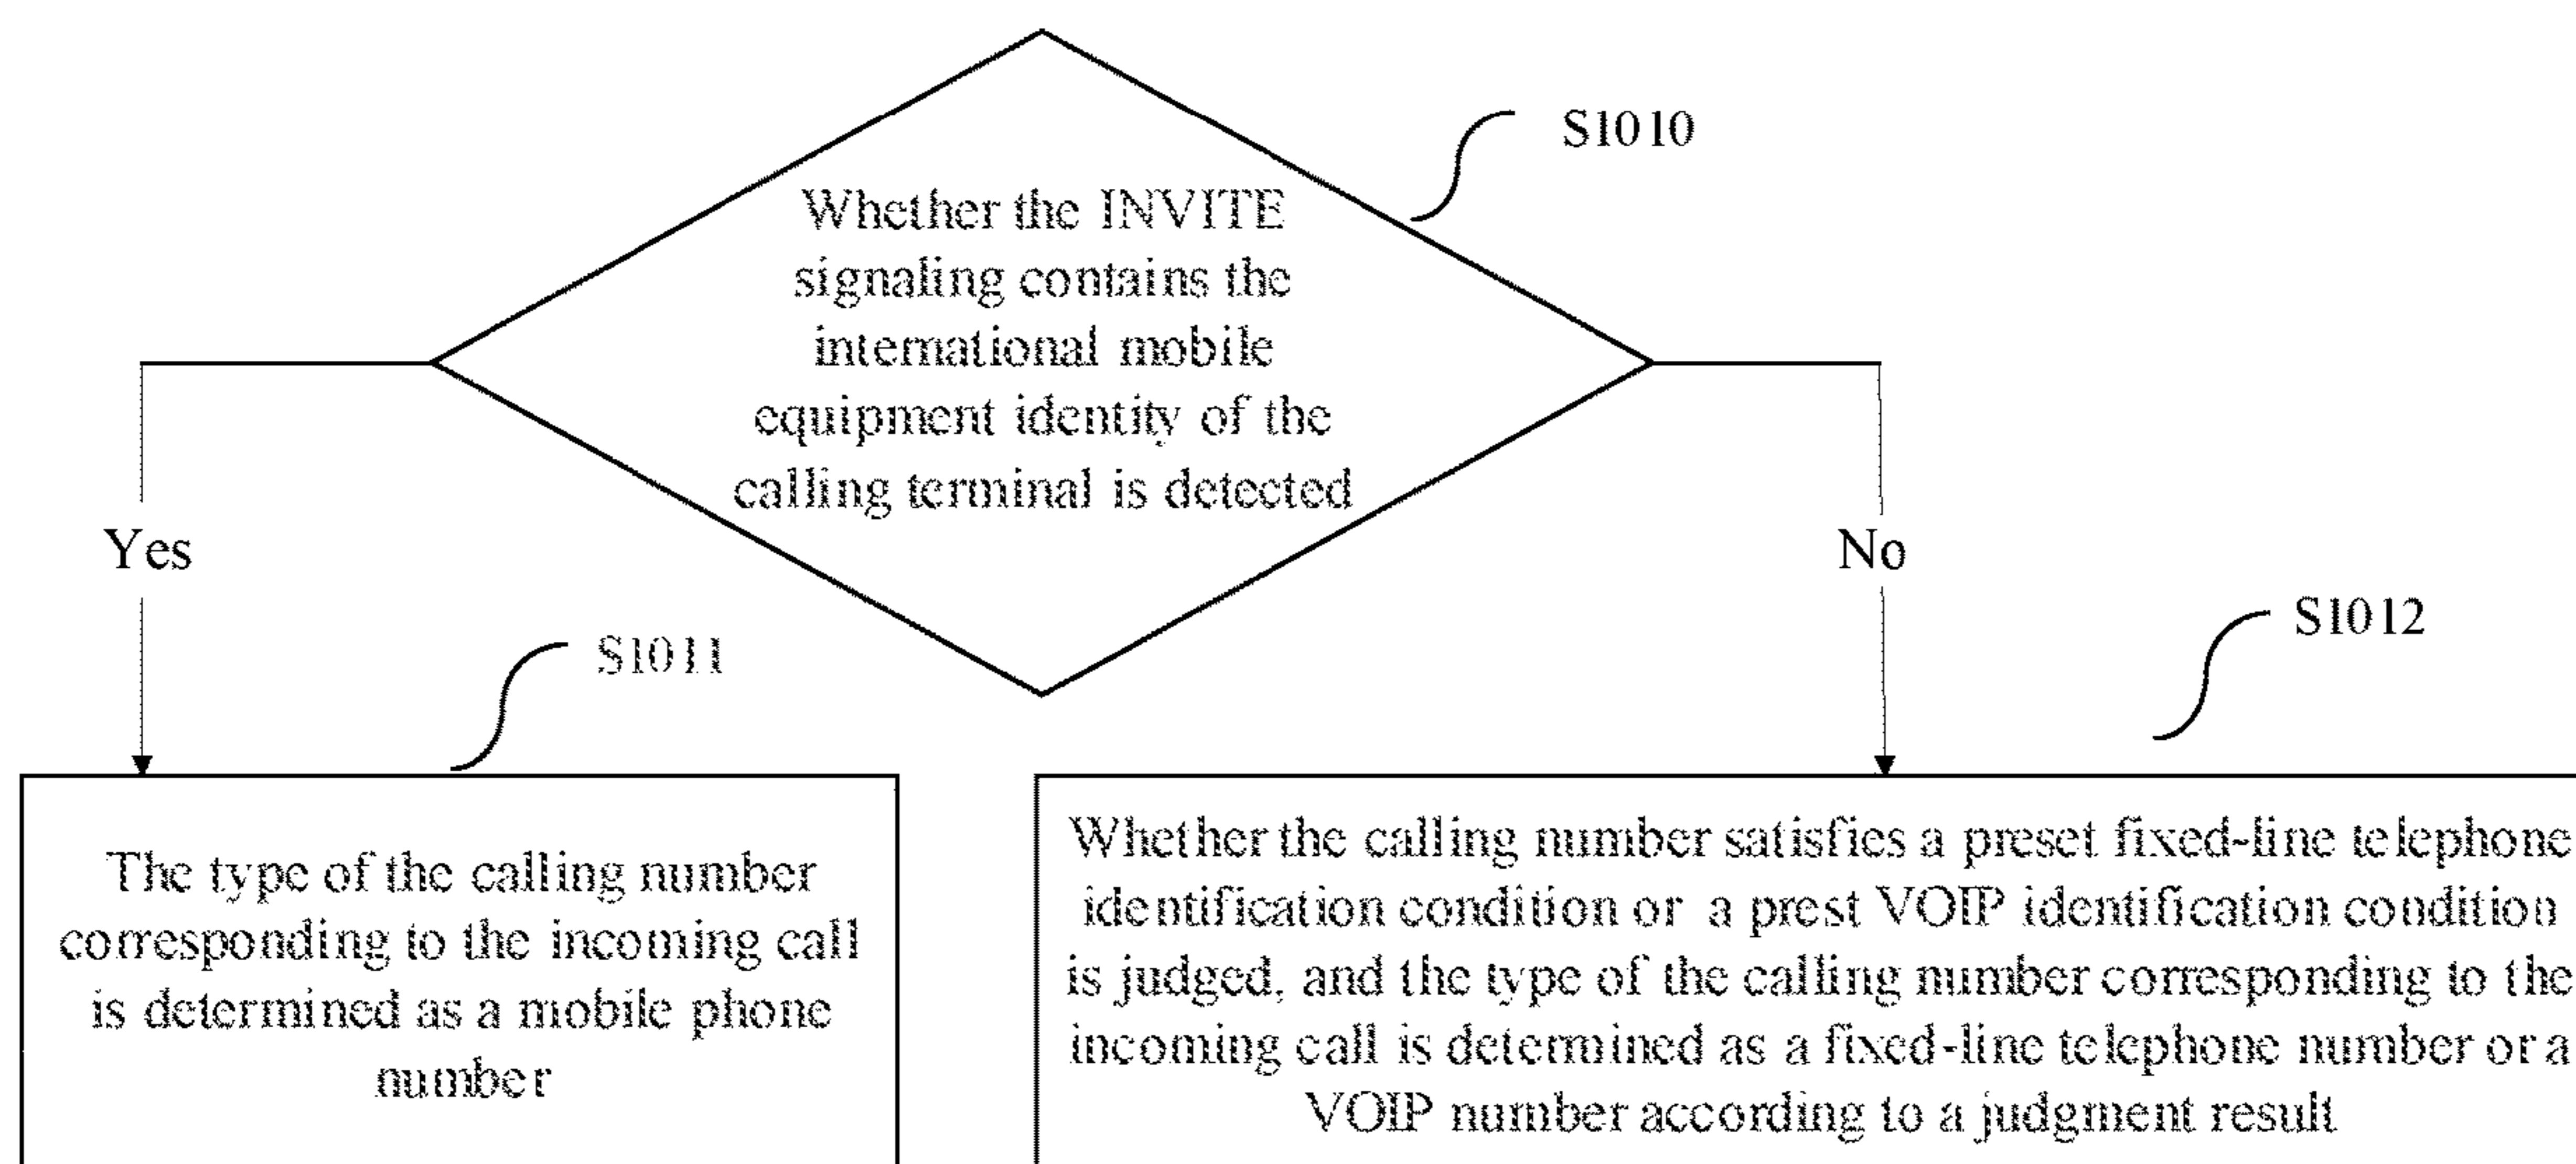 S1010
Whether the INVITE
signaling contains the
international mobile
equipment identity of the
calling terminal is detected
Yes
No
S1011
S1012
The type of the calling number
corresponding to the incoming call
is determined as a mobile phone
number
Whether the calling number satisfies a preset fixed-line telephone
identification condition or a prest VOIP identification condition
is judged, and the type of the calling number corresponding to the
incoming call is determined as a fixed-line telephone number or a
VOIP number according to a judgment result